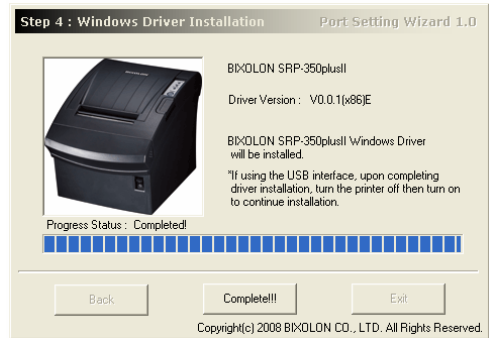 Step 4 : Windows Driver Installation
Port Setting Wizard 1.0
BIXOLON SRP-350plusII
Driver Version : V0.0.1(x86)E
BIXOLON SRP-350plusII Windows Driver
will be installed.
"If using the USB interface, upon completing
driver installation, turn the printer off then turn on
to continue installation.
Progress Status : Completed!
Back
Complete!!!
Exit
Copyright(c) 2008 BIXOLON CO., LTD. All Rights Reserved.